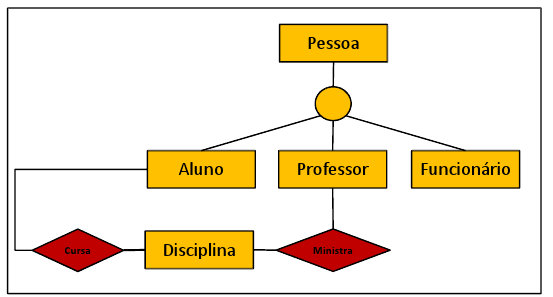 Pessoa
Aluno
Professor
Funcionário
Cursa
Disciplina
Ministra